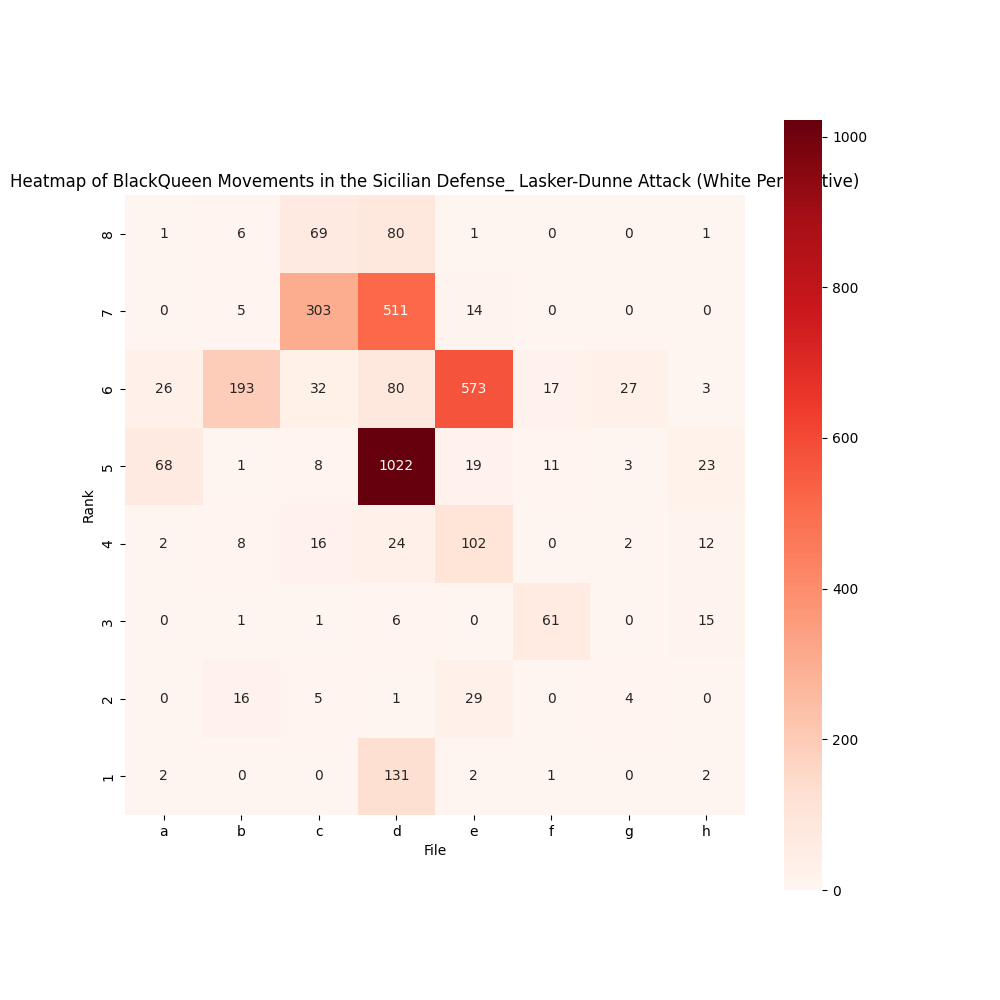 Heatmap of BlackQueen Movements in the Sicilian Defense_ Lasker-Dunne Attack (White
1000
8 1 6 69 80 1 0 0 1
7 0 5 303 511 14 0 0 0
800
6 26 193 32 80 573 17 27 3
600
5 68 1 8 1022 19 11 3 23
Rank
4 2 8 16 24 102 0 2 12
400
3 0 1 1 6 0 61 0 15
2 0 16 5 1 29 0 4 0
200
1 2 0 0 131 2 1 0 2
a b c d e f g h
File
0